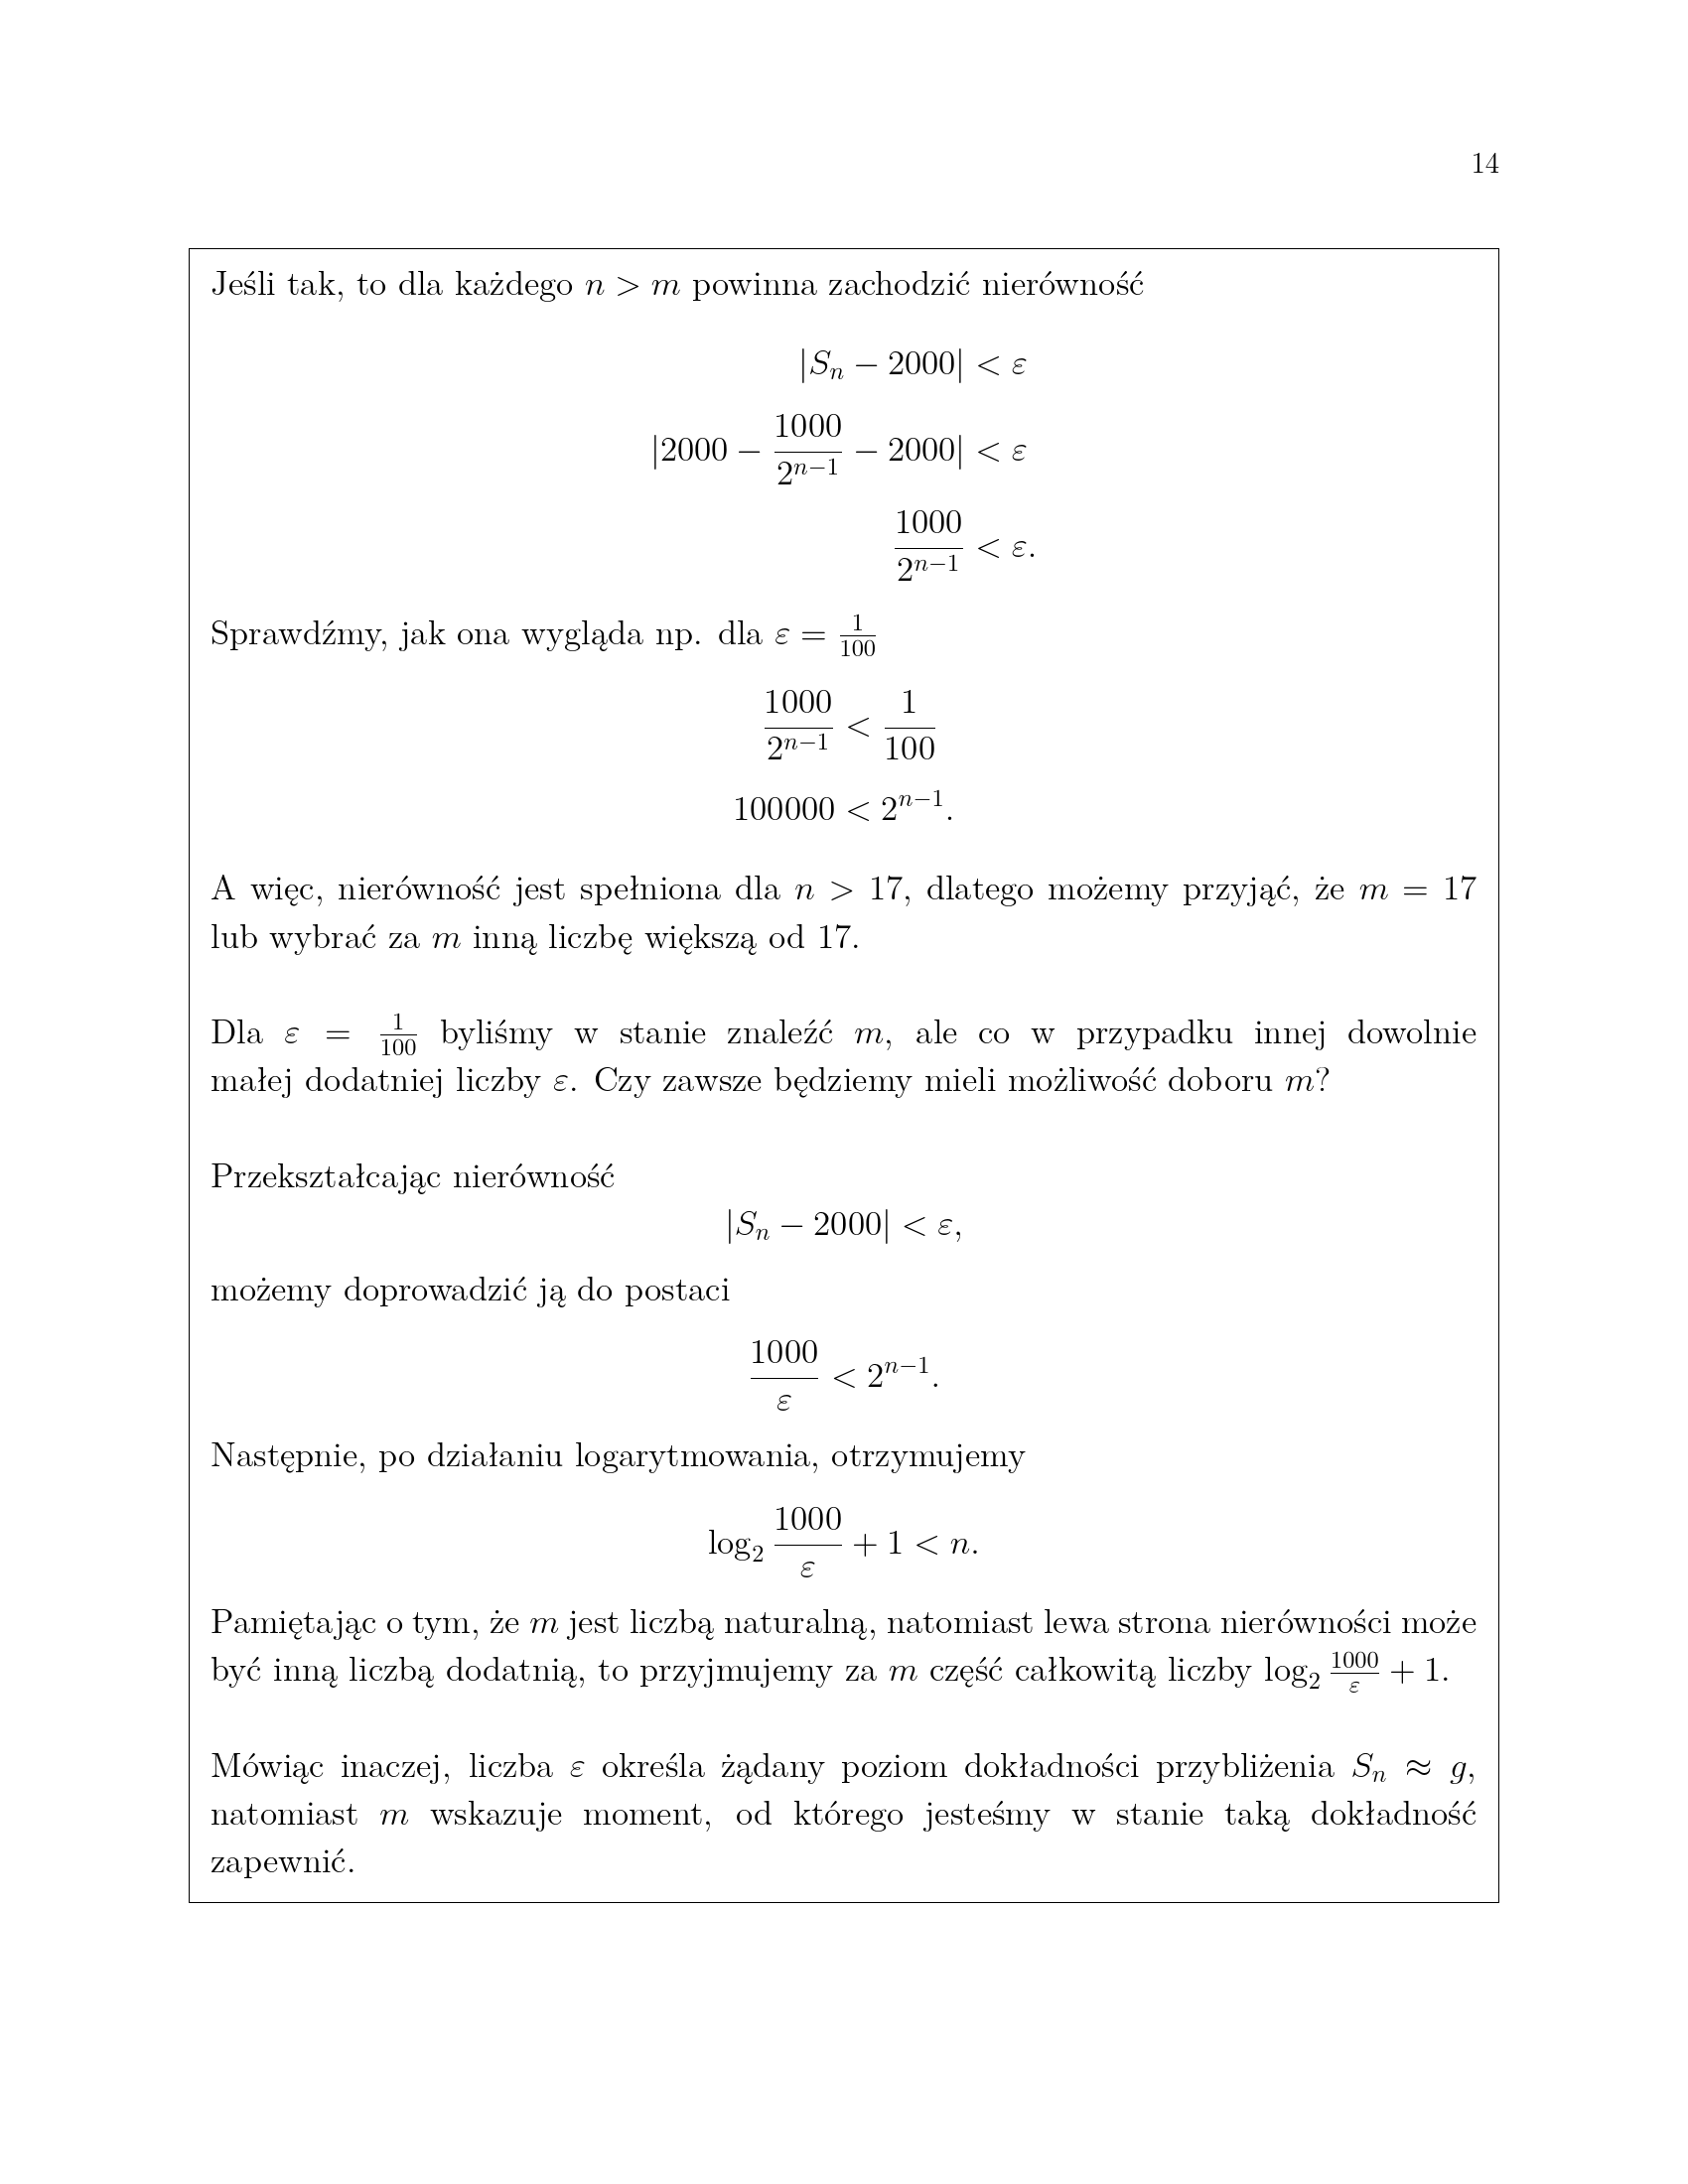 14
Jeśli tak, to dla każdego $n > m$ powinna zachodzić nierówność
$|S_n - 2000| < \varepsilon$
$|2000 - \frac{1000}{2^{n-1}} - 2000| < \varepsilon$
$\frac{1000}{2^{n-1}} < \varepsilon.$
Sprawdźmy, jak ona wygląda np. dla $\varepsilon = \frac{1}{100}$
$\frac{1000}{2^{n-1}} < \frac{1}{100}$
$100000 < 2^{n-1}.$
A więc, nierówność jest spełniona dla $n > 17$, dlatego możemy przyjąć, że $m = 17$
lub wybrać za $m$ inną liczbę większą od 17.
Dla $\varepsilon = \frac{1}{100}$ byliśmy w stanie znaleźć $m$, ale co w przypadku innej dowolnie
małej dodatniej liczby $\varepsilon$. Czy zawsze będziemy mieli możliwość doboru $m$?
Przekształcając nierówność
$|S_n - 2000| < \varepsilon,$
możemy doprowadzić ją do postaci
$\frac{1000}{\varepsilon} < 2^{n-1}.$
Następnie, po działaniu logarytmowania, otrzymujemy
$\log_2 \frac{1000}{\varepsilon} + 1 < n.$
Pamiętając o tym, że $m$ jest liczbą naturalną, natomiast lewa strona nierówności może
być inną liczbą dodatnią, to przyjmujemy za $m$ część całkowitą liczby $\log_2 \frac{1000}{\varepsilon} + 1$.
Mówiąc inaczej, liczba $\varepsilon$ określa żądany poziom dokładności przybliżenia $S_n \approx g$,
natomiast $m$ wskazuje moment, od którego jesteśmy w stanie taką dokładność
zapewnić.